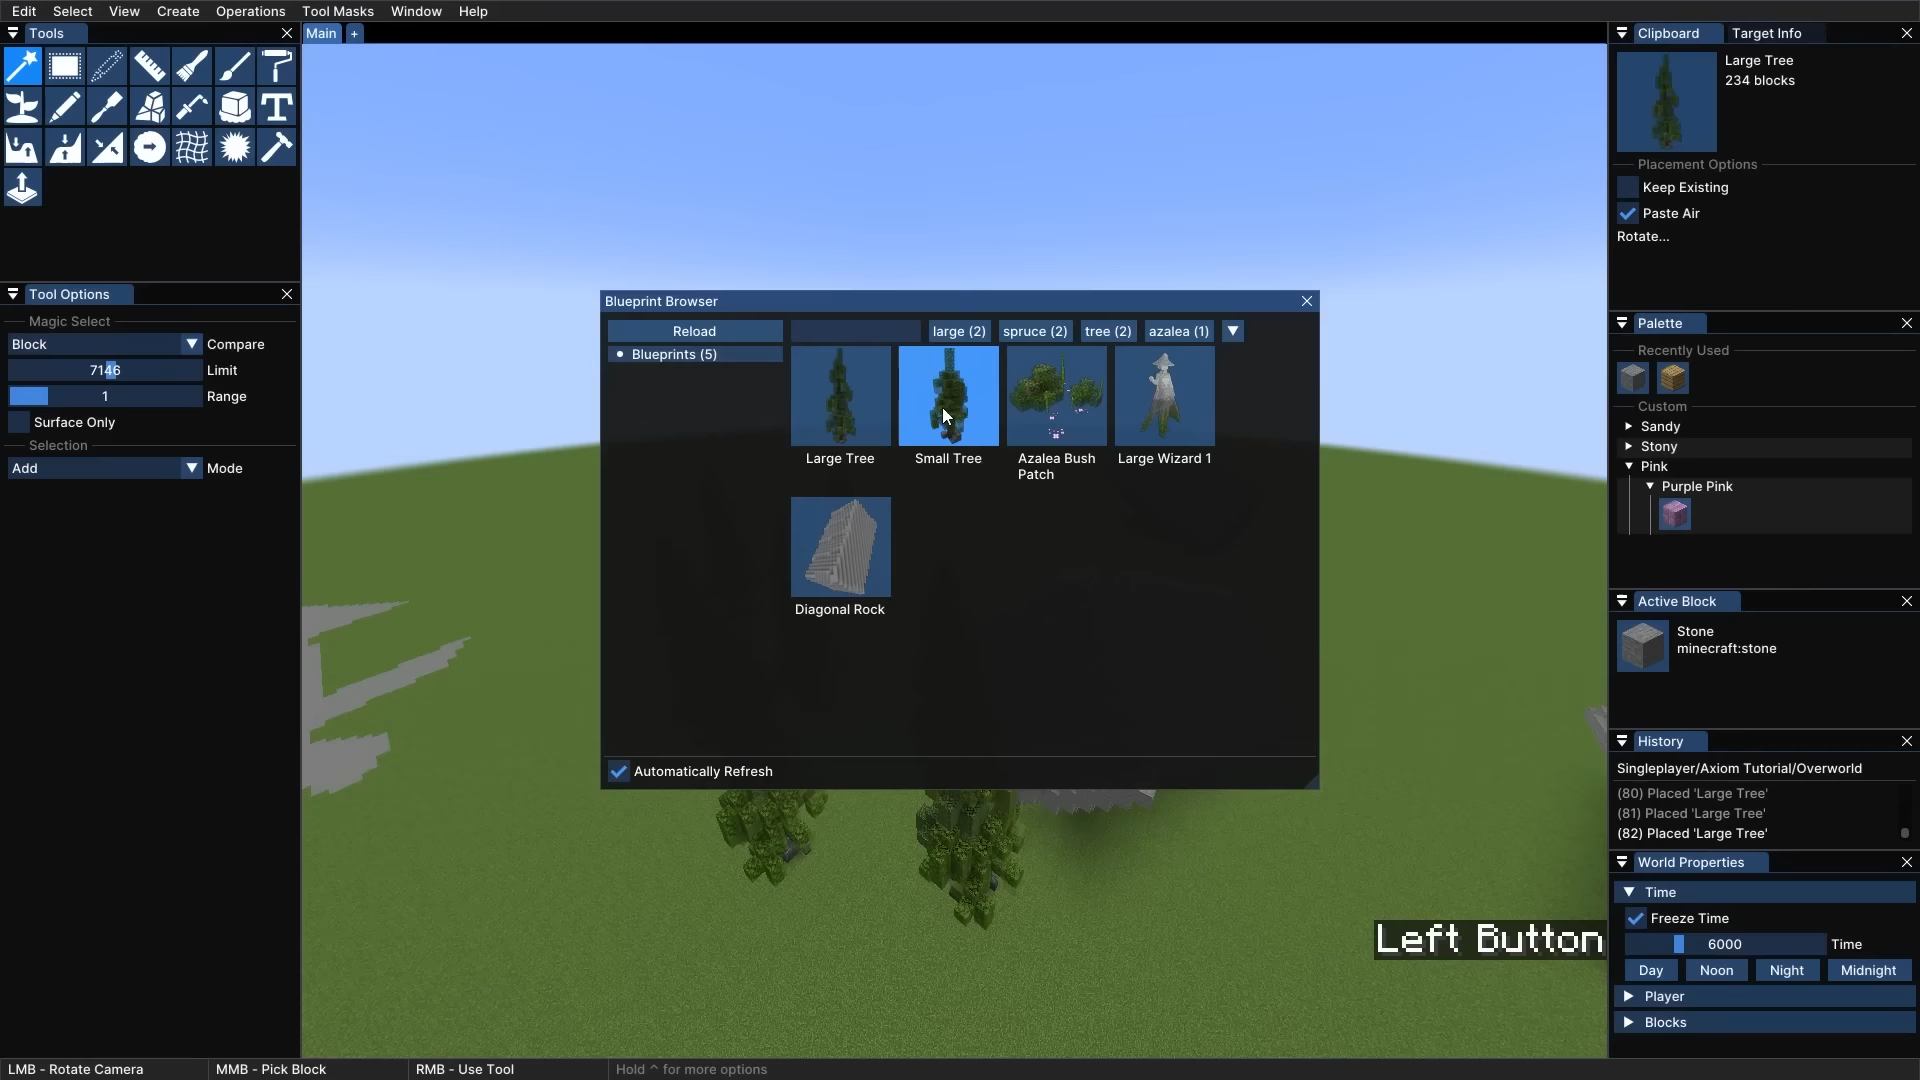 Edit Select View Create Operations Tool Masks Window Help
Tools
Main +
Tool Options
Magic Select
Block Compare
7146 Limit
1 Range
Surface Only
Selection
Add Mode
Blueprint Browser
Reload large (2) spruce (2) tree (2) azalea (1)
Blueprints (5)
Large Tree
Small Tree
Azalea Bush
Patch
Large Wizard 1
Diagonal Rock
Automatically Refresh
Left Button
Clipboard Target Info
Large Tree
234 blocks
Placement Options
Keep Existing
Paste Air
Rotate...
Palette
Recently Used
Custom
Sandy
Stony
Pink
Purple Pink
Active Block
Stone
minecraft:stone
History
Singleplayer/Axiom Tutorial/Overworld
(80) Placed 'Large Tree'
(81) Placed 'Large Tree'
(82) Placed 'Large Tree'
World Properties
Time
Freeze Time
6000 Time
Day Noon Night Midnight
Player
Blocks
LMB - Rotate Camera MMB - Pick Block RMB - Use Tool Hold ^ for more options